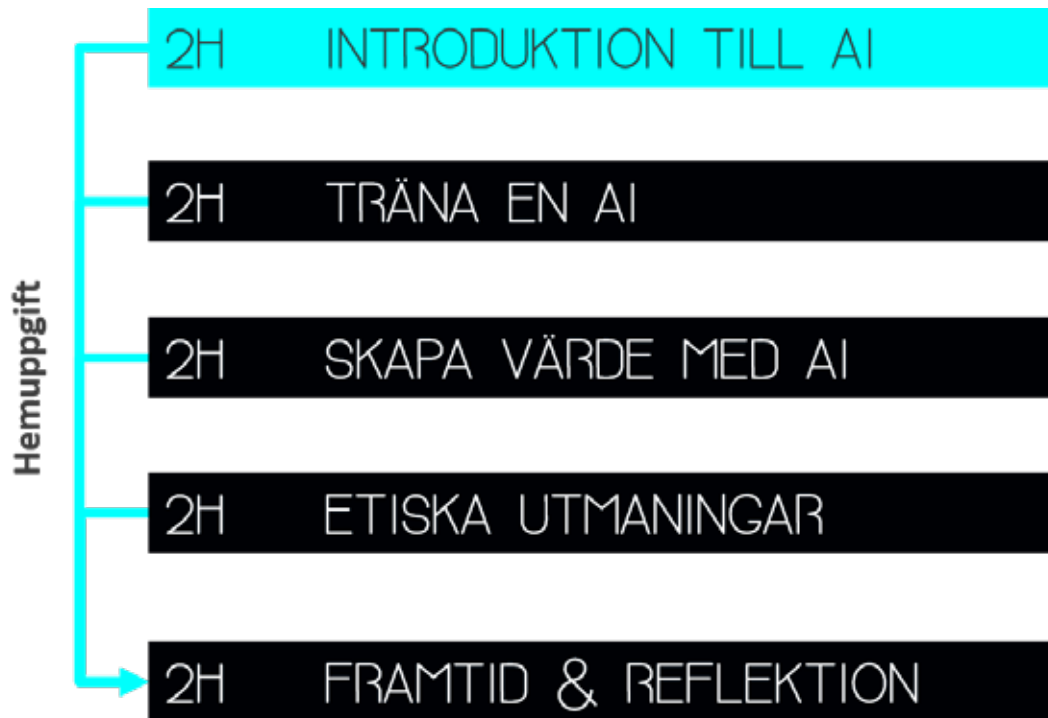 2H INTRODUKTION TILL AI
2H TRÄNA EN AI
2H SKAPA VÄRDE MED AI
2H ETISKA UTMANINGAR
2H FRAMTID & REFLEKTION
Hemuppgift